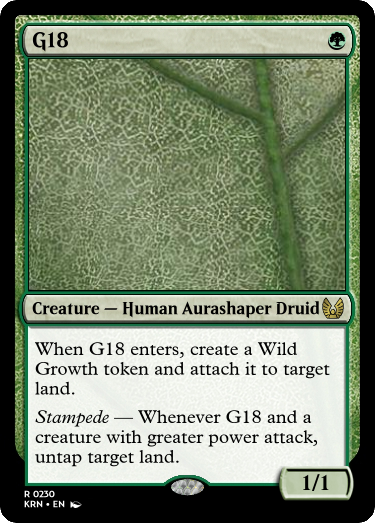 G18
Creature — Human Aurashaper Druid
When G18 enters, create a Wild
Growth token and attach it to target
land.
Stampede — Whenever G18 and a
creature with greater power attack,
untap target land.
1/1
R 0230
KRN • EN